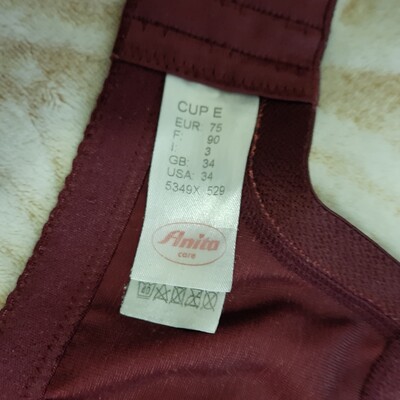 CUP E
EUR: 75
F: 90
I: 3
GB: 34
USA: 34
5349X 529
Anita
care